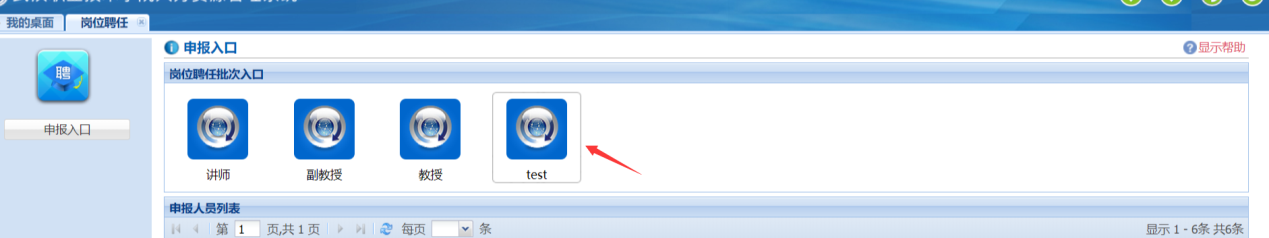 我的桌面 岗位聘任
申报入口 显示帮助
岗位聘任批次入口
聘
申报入口
讲师 副教授 教授 test
申报人员列表
第 1 页,共 1 页 每页 条 显示 1 - 6条 共6条